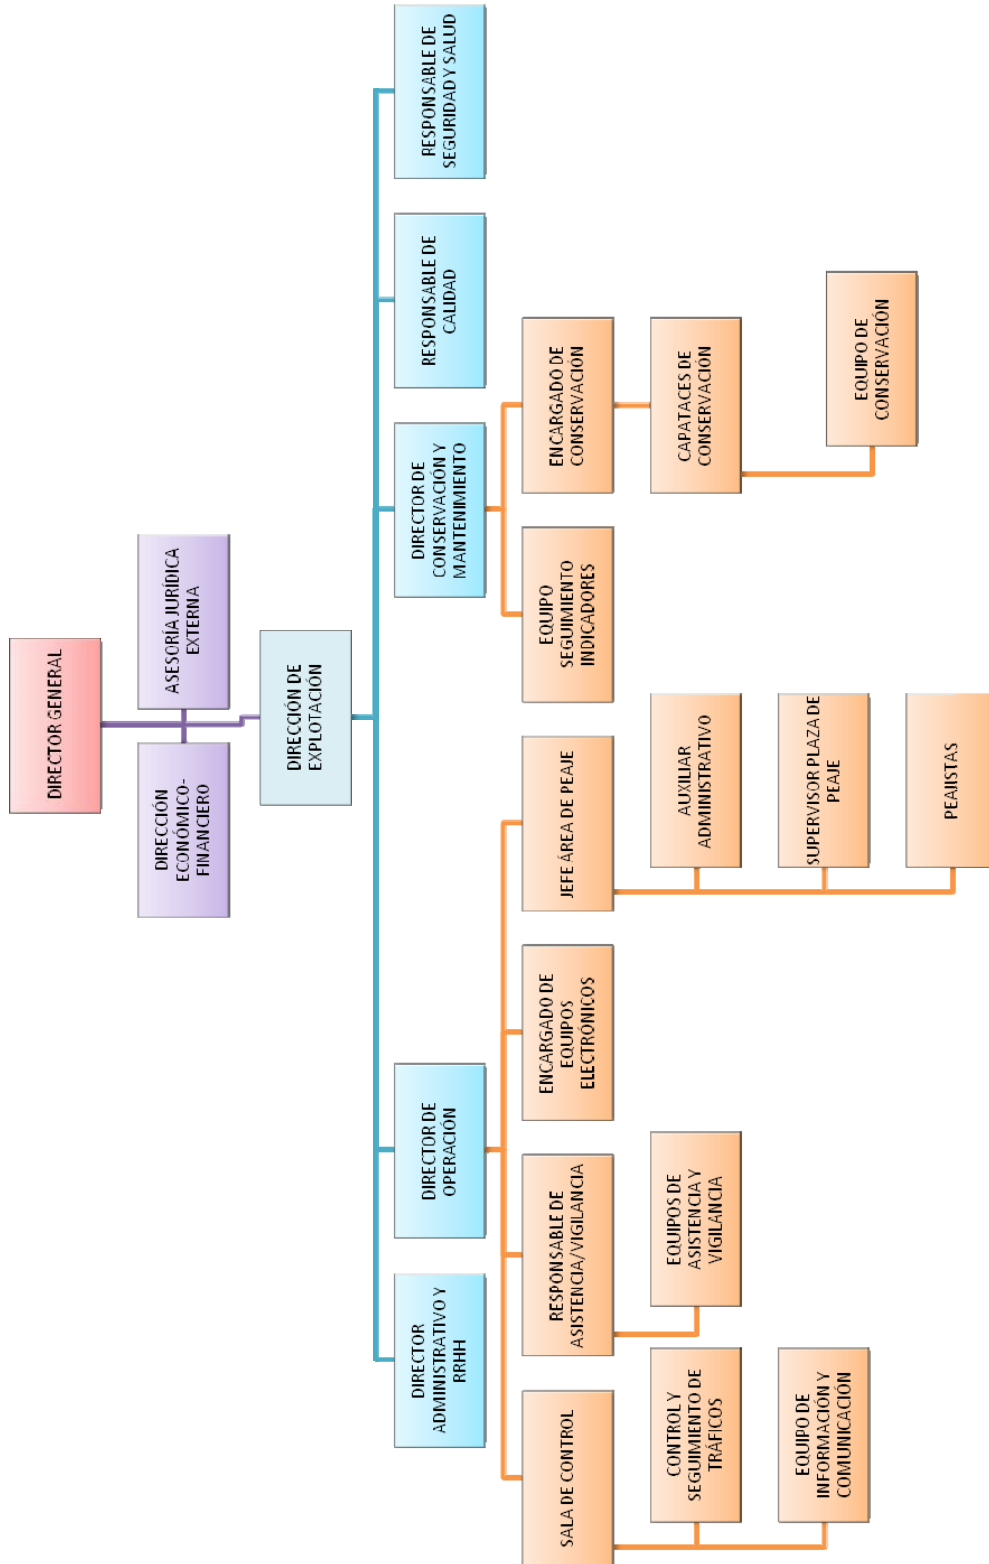 DIRECTOR GENERAL
DIRECCIÓN
ECONÓMICO-
FINANCIERO
ASESORÍA JURÍDICA
EXTERNA
DIRECCIÓN DE
EXPLOTACIÓN
DIRECTOR
ADMINISTRATIVO Y
RRHH
DIRECTOR DE
OPERACIÓN
DIRECTOR DE
CONSERVACIÓN Y
MANTENIMIENTO
RESPONSABLE DE
CALIDAD
RESPONSABLE DE
SEGURIDAD Y SALUD
SALA DE CONTROL
RESPONSABLE DE
ASISTENCIA/VIGILANCIA
ENCARGADO DE
EQUIPOS
ELECTRÓNICOS
JEFE ÁREA DE PEAJE
EQUIPO
SEGUIMIENTO
INDICADORES
ENCARGADO DE
CONSERVACIÓN
CONTROL Y
SEGUIMIENTO DE
TRÁFICOS
EQUIPOS DE
ASISTENCIA Y
VIGILANCIA
AUXILIAR
ADMINISTRATIVO
CAPATACES DE
CONSERVACIÓN
EQUIPO DE
INFORMACIÓN Y
COMUNICACIÓN
SUPERVISOR PLAZA DE
PEAJE
EQUIPO DE
CONSERVACIÓN
PEAJISTAS